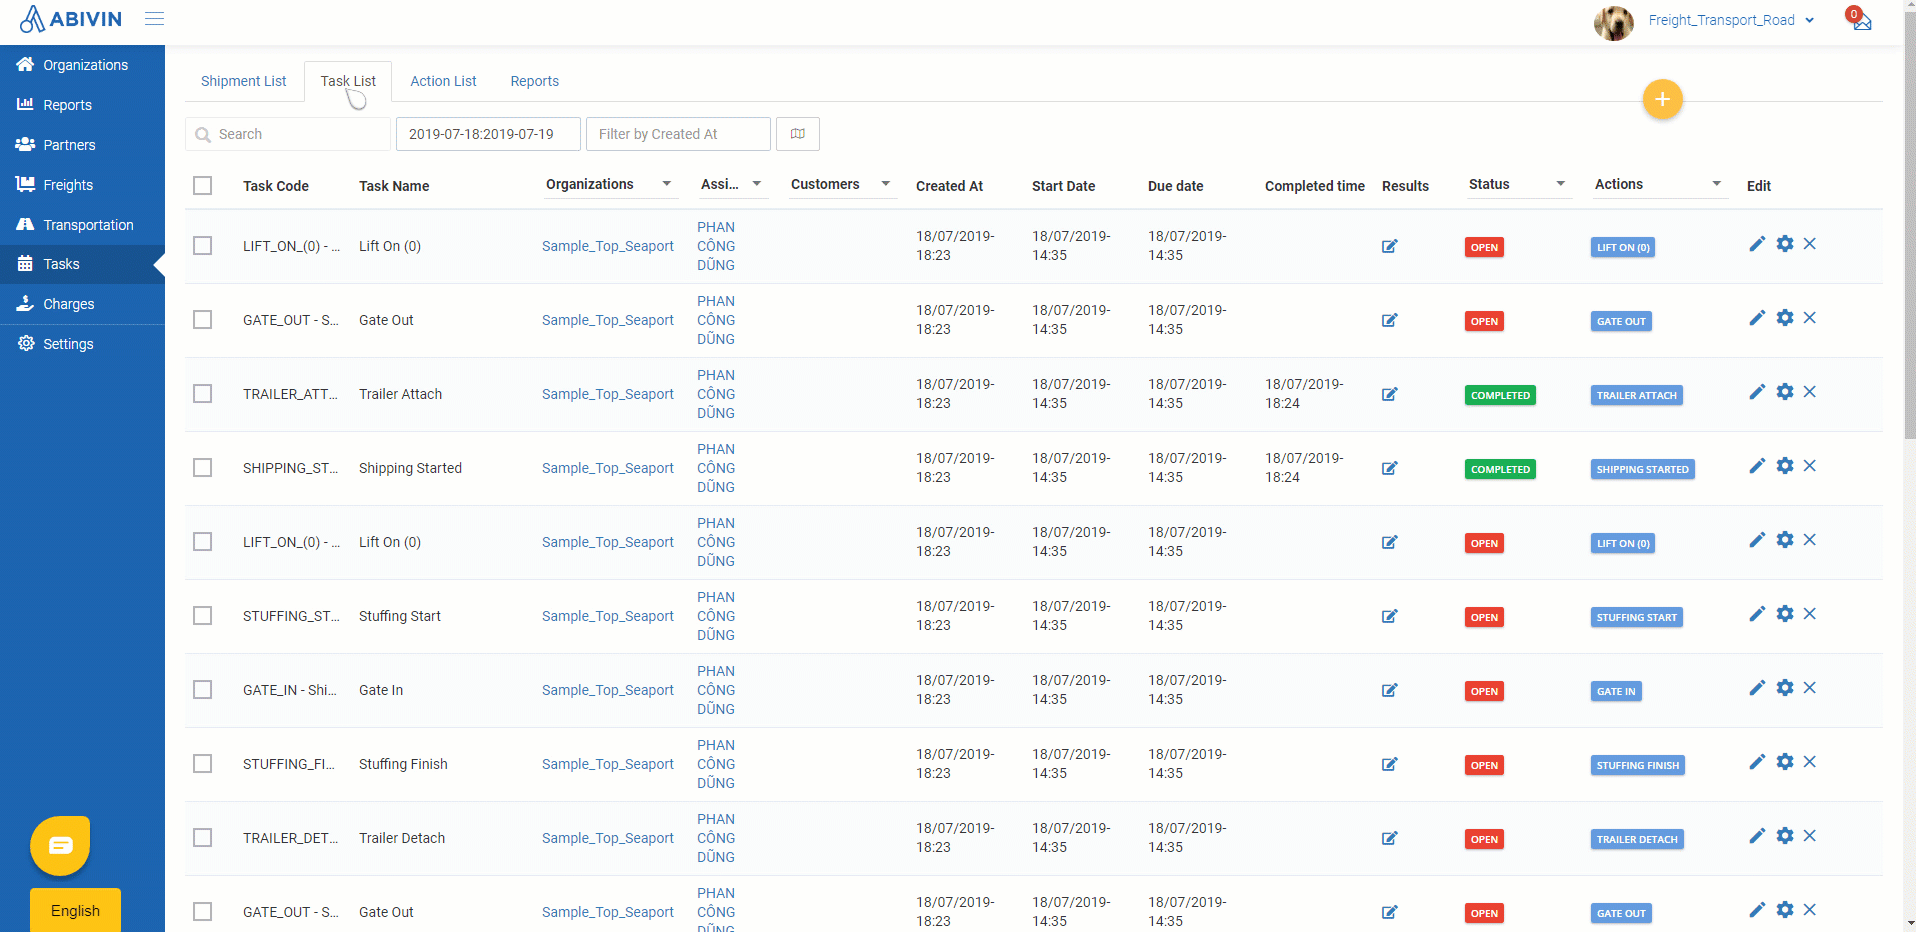 ABIVIN
Freight_Transport_Road
0
Organizations
Reports
Partners
Freights
Transportation
Tasks
Charges
Settings
English
Shipment List
Task List
Action List
Reports
+
Search
2019-07-18:2019-07-19
Filter by Created At
Task Code Task Name Organizations Assi... Customers Created At Start Date Due date Completed time Results Status Actions Edit
LIFT_ON_(0) - ... Lift On (0) Sample_Top_Seaport PHAN CÔNG DŨNG 18/07/2019-18:23 18/07/2019-14:35 18/07/2019-14:35 OPEN LIFT ON (0)
GATE_OUT - S... Gate Out Sample_Top_Seaport PHAN CÔNG DŨNG 18/07/2019-18:23 18/07/2019-14:35 18/07/2019-14:35 OPEN GATE OUT
TRAILER_ATT... Trailer Attach Sample_Top_Seaport PHAN CÔNG DŨNG 18/07/2019-18:23 18/07/2019-14:35 18/07/2019-14:35 18/07/2019-18:24 COMPLETED TRAILER ATTACH
SHIPPING_ST... Shipping Started Sample_Top_Seaport PHAN CÔNG DŨNG 18/07/2019-18:23 18/07/2019-14:35 18/07/2019-14:35 18/07/2019-18:24 COMPLETED SHIPPING STARTED
LIFT_ON_(0) - ... Lift On (0) Sample_Top_Seaport PHAN CÔNG DŨNG 18/07/2019-18:23 18/07/2019-14:35 18/07/2019-14:35 OPEN LIFT ON (0)
STUFFING_ST... Stuffing Start Sample_Top_Seaport PHAN CÔNG DŨNG 18/07/2019-18:23 18/07/2019-14:35 18/07/2019-14:35 OPEN STUFFING START
GATE_IN - Shi... Gate In Sample_Top_Seaport PHAN CÔNG DŨNG 18/07/2019-18:23 18/07/2019-14:35 18/07/2019-14:35 OPEN GATE IN
STUFFING_FI... Stuffing Finish Sample_Top_Seaport PHAN CÔNG DŨNG 18/07/2019-18:23 18/07/2019-14:35 18/07/2019-14:35 OPEN STUFFING FINISH
TRAILER_DET... Trailer Detach Sample_Top_Seaport PHAN CÔNG DŨNG 18/07/2019-18:23 18/07/2019-14:35 18/07/2019-14:35 OPEN TRAILER DETACH
GATE_OUT - S... Gate Out Sample_Top_Seaport PHAN CÔNG DŨNG 18/07/2019-18:23 18/07/2019-14:35 18/07/2019-14:35 OPEN GATE OUT